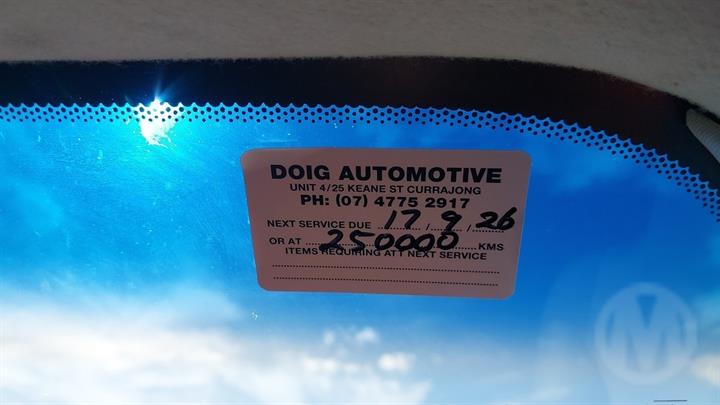 DOIG AUTOMOTIVE
UNIT 4/25 KEANE ST CURRAJONG
PH: (07) 4775 2917
NEXT SERVICE DUE 17 / 9 / 26
OR AT 250000 KMS
ITEMS REQUIRING ATT NEXT SERVICE
M